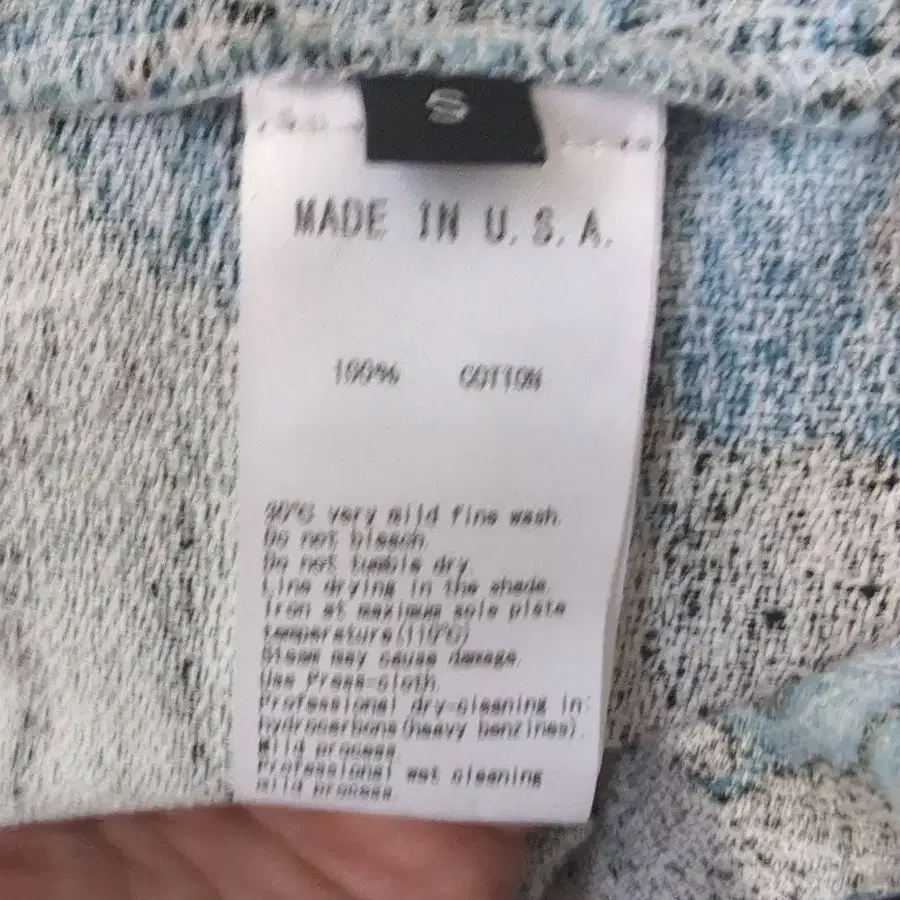 S
MADE IN U.S.A.
100% COTTON
30°C very mild fine wash.
Do not bleach.
Do not tumble dry.
Line drying in the shade.
Iron at maximum sole plate
temperature(110°C)
Steam may cause damage.
Use Press-cloth.
Professional dry-cleaning in:
hydrocarbons(heavy benzines).
Mild process.
Professional wet cleaning
mild process.